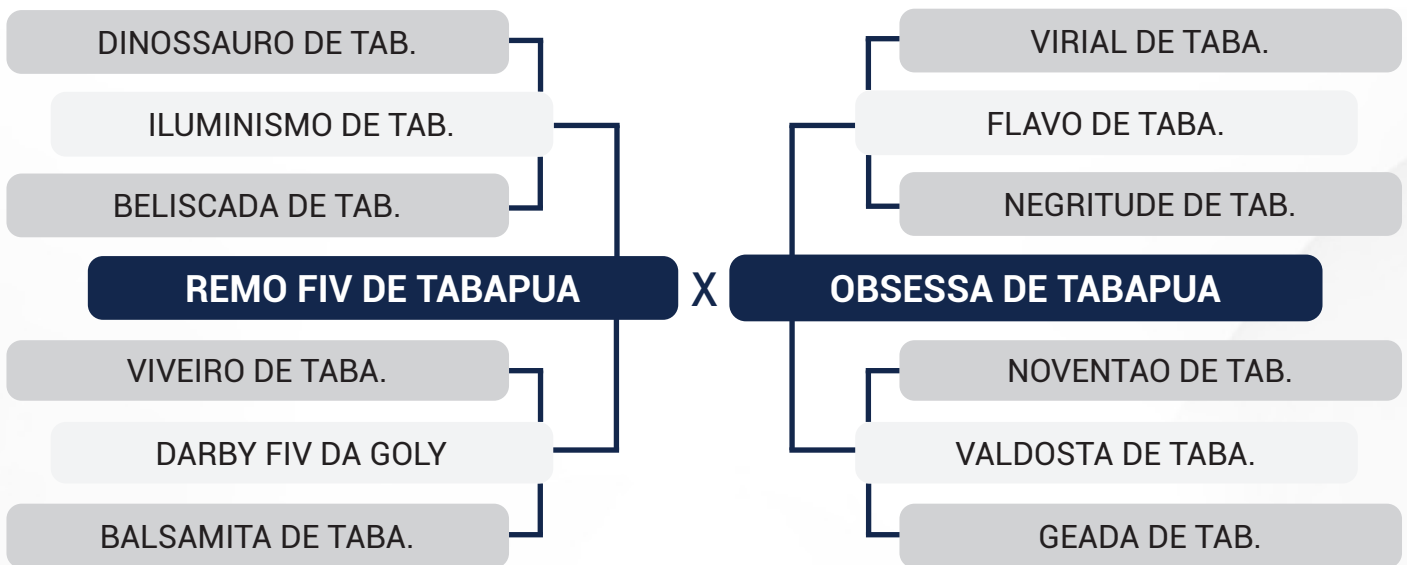 DINOSSAURO DE TAB.
ILUMINISMO DE TAB.
BELISCADA DE TAB.
REMO FIV DE TABAPUA
VIVEIRO DE TABA.
DARBY FIV DA GOLY
BALSAMITA DE TABA.
X
VIRIAL DE TABA.
FLAVO DE TABA.
NEGRITUDE DE TAB.
OBSESSA DE TABAPUA
NOVENTAO DE TAB.
VALDOSTA DE TABA.
GEADA DE TAB.